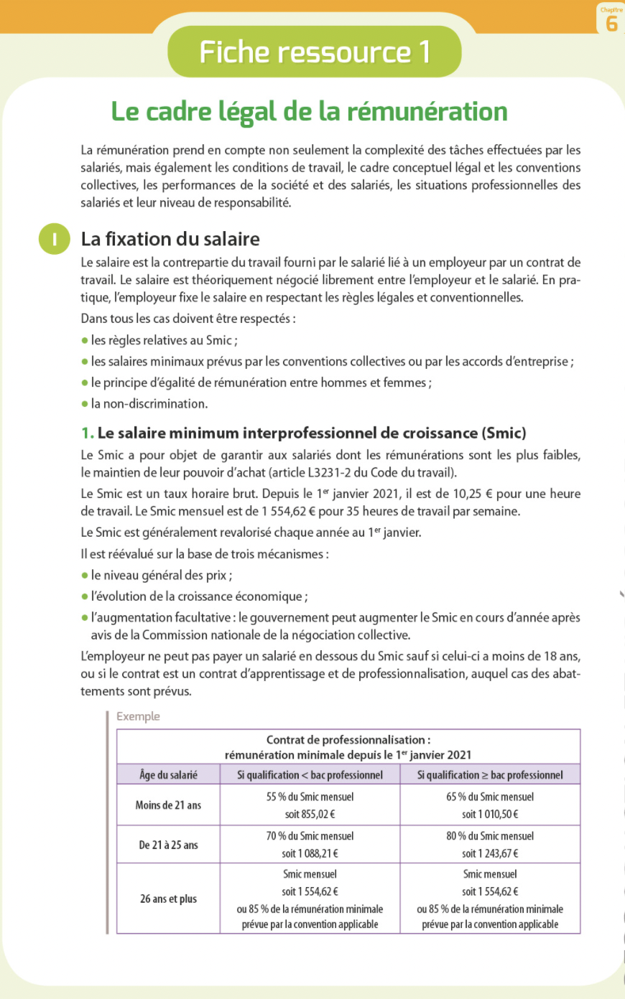 Chapitre
6
Fiche ressource 1
Le cadre légal de la rémunération
La rémunération prend en compte non seulement la complexité des tâches effectuées par les
salariés, mais également les conditions de travail, le cadre conceptuel légal et les conventions
collectives, les performances de la société et des salariés, les situations professionnelles des
salariés et leur niveau de responsabilité.
I La fixation du salaire
Le salaire est la contrepartie du travail fourni par le salarié lié à un employeur par un contrat de
travail. Le salaire est théoriquement négocié librement entre l'employeur et le salarié. En pra-
tique, l'employeur fixe le salaire en respectant les règles légales et conventionnelles.
Dans tous les cas doivent être respectés :
● les règles relatives au Smic ;
● les salaires minimaux prévus par les conventions collectives ou par les accords d'entreprise ;
● le principe d'égalité de rémunération entre hommes et femmes ;
● la non-discrimination.
1. Le salaire minimum interprofessionnel de croissance (Smic)
Le Smic a pour objet de garantir aux salariés dont les rémunérations sont les plus faibles,
le maintien de leur pouvoir d'achat (article L3231-2 du Code du travail).
Le Smic est un taux horaire brut. Depuis le 1er janvier 2021, il est de 10,25 € pour une heure
de travail. Le Smic mensuel est de 1 554,62 € pour 35 heures de travail par semaine.
Le Smic est généralement revalorisé chaque année au 1er janvier.
Il est réévalué sur la base de trois mécanismes :
● le niveau général des prix ;
● l'évolution de la croissance économique ;
● l'augmentation facultative : le gouvernement peut augmenter le Smic en cours d'année après
avis de la Commission nationale de la négociation collective.
L'employeur ne peut pas payer un salarié en dessous du Smic sauf si celui-ci a moins de 18 ans,
ou si le contrat est un contrat d'apprentissage et de professionnalisation, auquel cas des abat-
tements sont prévus.
Exemple
Contrat de professionnalisation :
rémunération minimale depuis le 1er janvier 2021
Âge du salarié Si qualification < bac professionnel Si qualification ≥ bac professionnel
Moins de 21 ans
55 % du Smic mensuel
soit 855,02 €
65 % du Smic mensuel
soit 1 010,50 €
De 21 à 25 ans
70 % du Smic mensuel
soit 1 088,21 €
80 % du Smic mensuel
soit 1 243,67 €
26 ans et plus
Smic mensuel
soit 1 554,62 €
ou 85 % de la rémunération minimale
prévue par la convention applicable
Smic mensuel
soit 1 554,62 €
ou 85 % de la rémunération minimale
prévue par la convention applicable